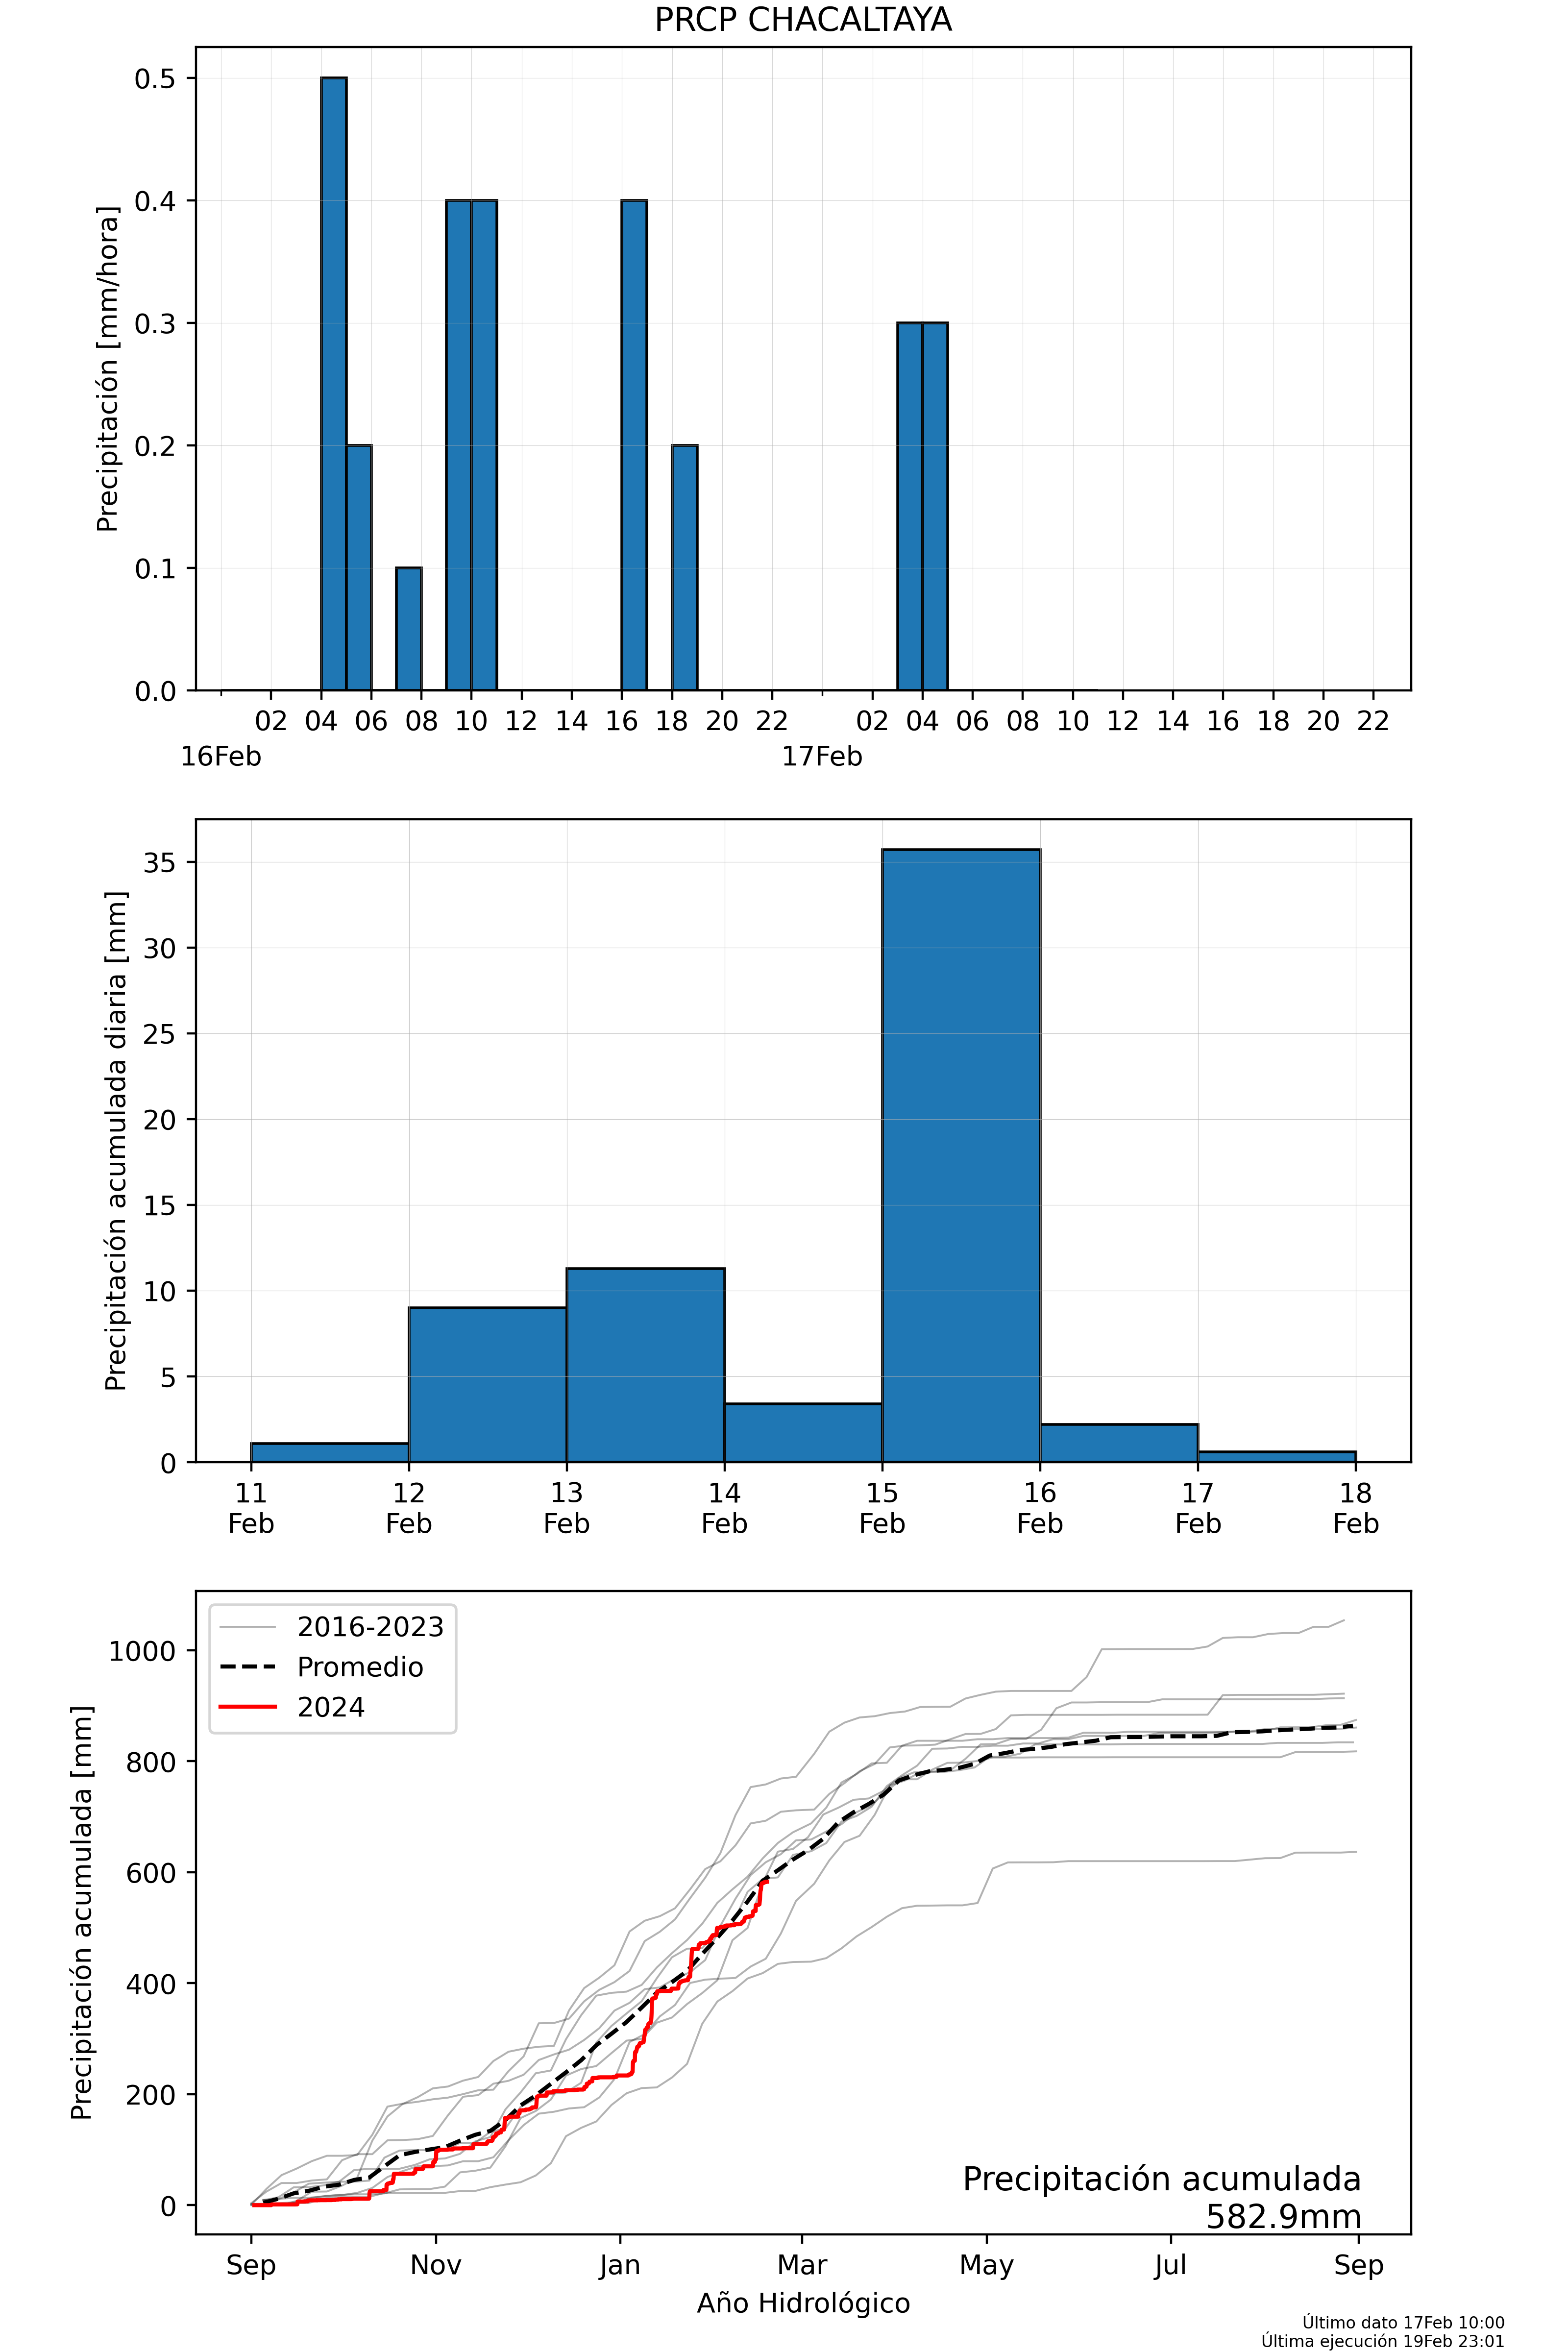 PRCP CHACALTAYA
Precipitación [mm/hora]
0.5
0.4
0.3
0.2
0.1
0.0
02 04 06 08 10 12 14 16 18 20 22 02 04 06 08 10 12 14 16 18 20 22
16Feb 17Feb
Precipitación acumulada diaria [mm]
35
30
25
20
15
10
5
0
11 12 13 14 15 16 17 18
Feb Feb Feb Feb Feb Feb Feb Feb
Precipitación acumulada [mm]
1000
800
600
400
200
0
2016-2023
Promedio
2024
Precipitación acumulada
582.9mm
Sep Nov Jan Mar May Jul Sep
Año Hidrológico
Último dato 17Feb 10:00
Última ejecución 19Feb 23:01